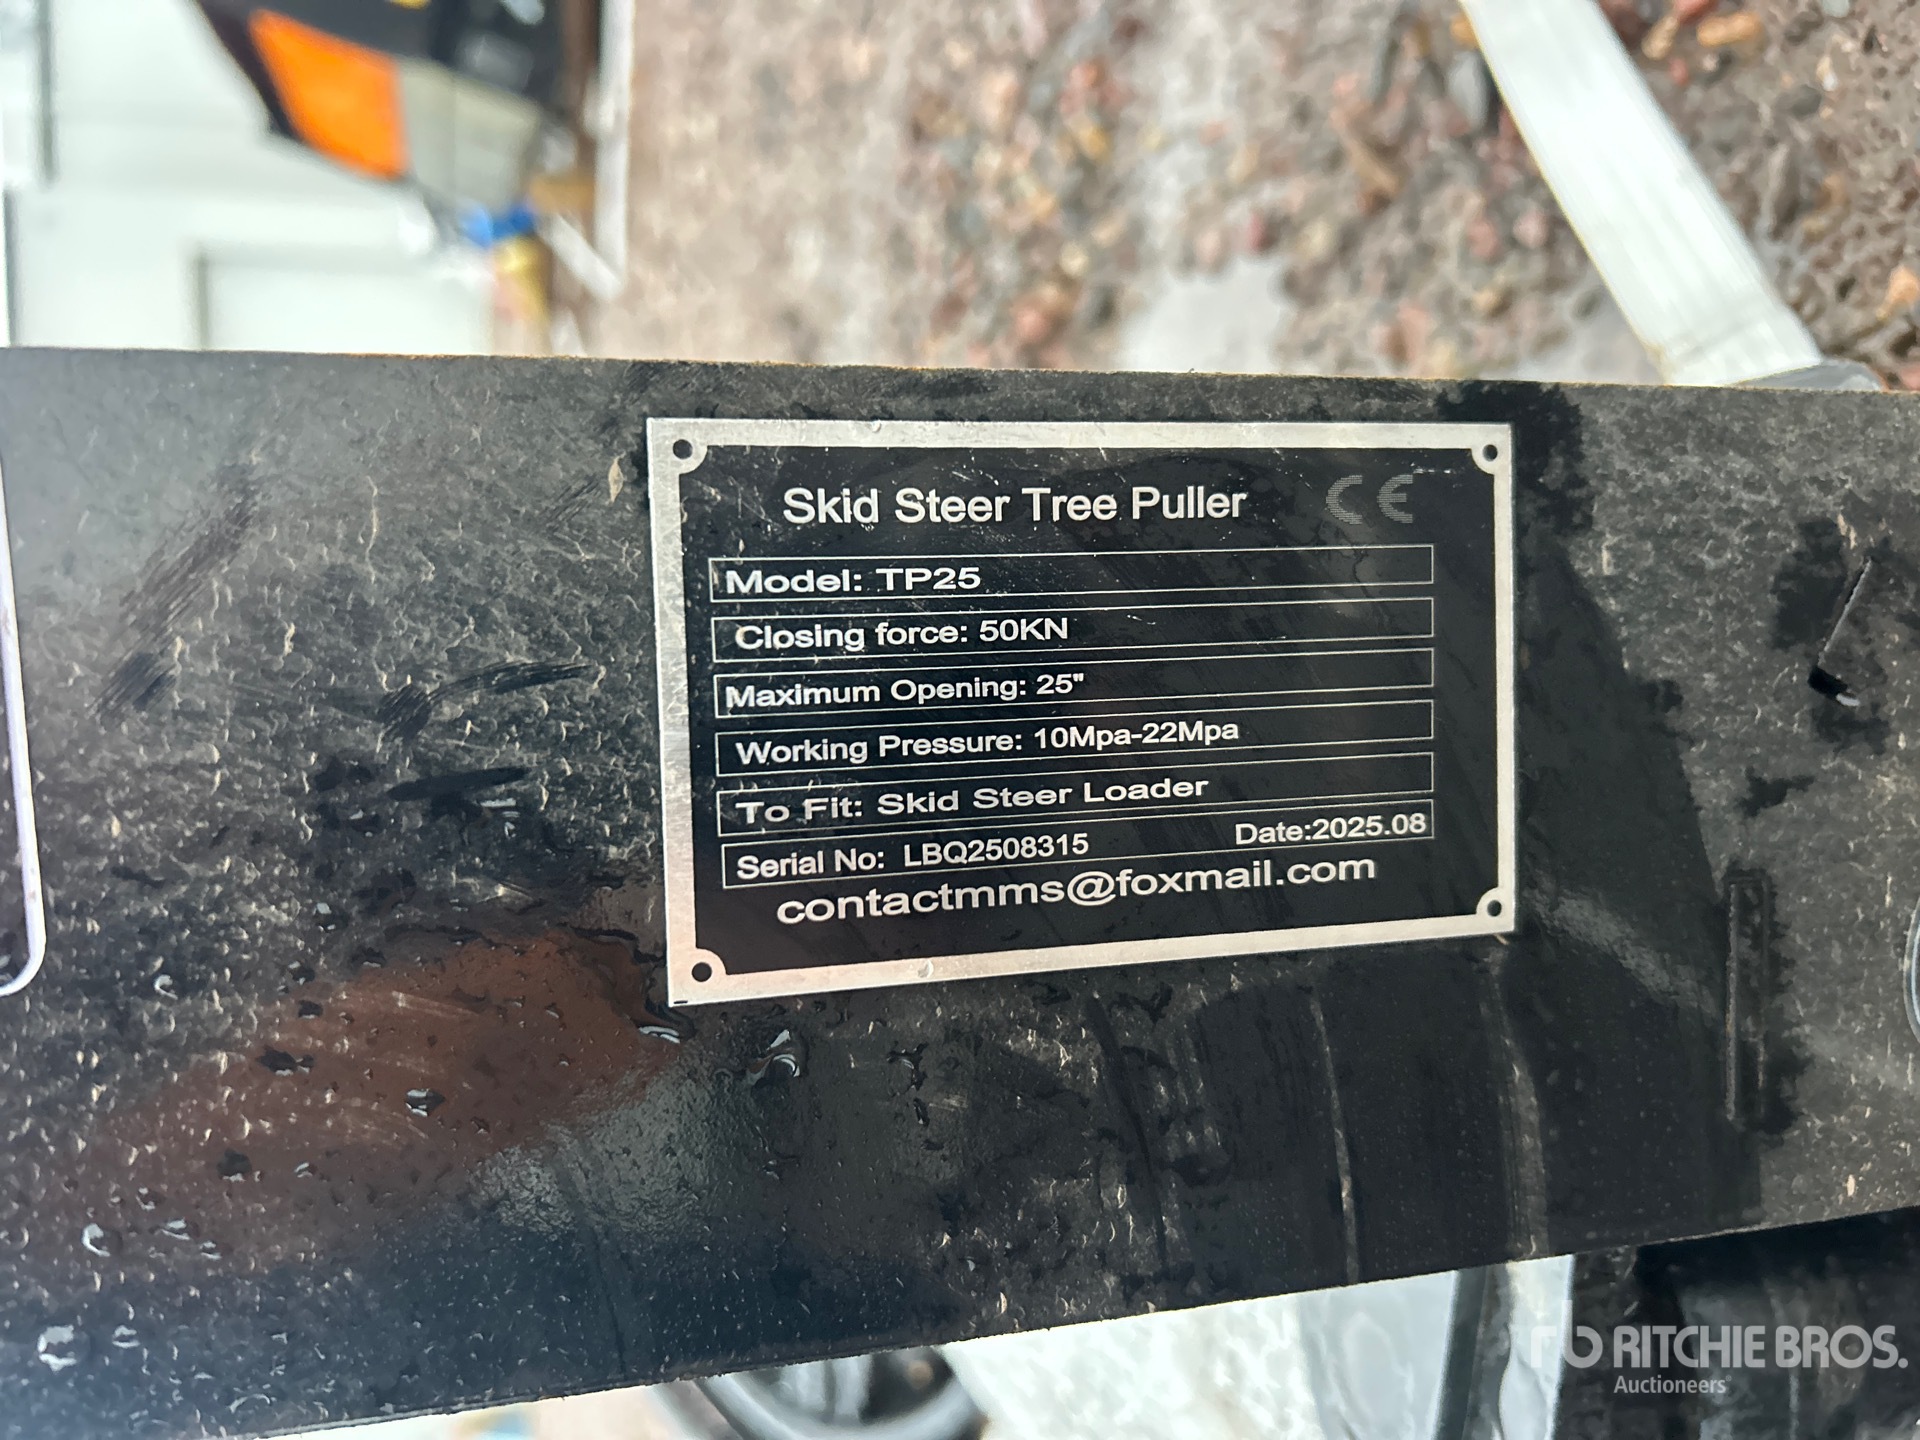 Skid Steer Tree Puller CE
Model: TP25
Closing force: 50KN
Maximum Opening: 25"
Working Pressure: 10Mpa-22Mpa
To Fit: Skid Steer Loader
Serial No: LBQ2508315 Date:2025.08
contactmms@foxmail.com
RITCHIE BROS.
Auctioneers